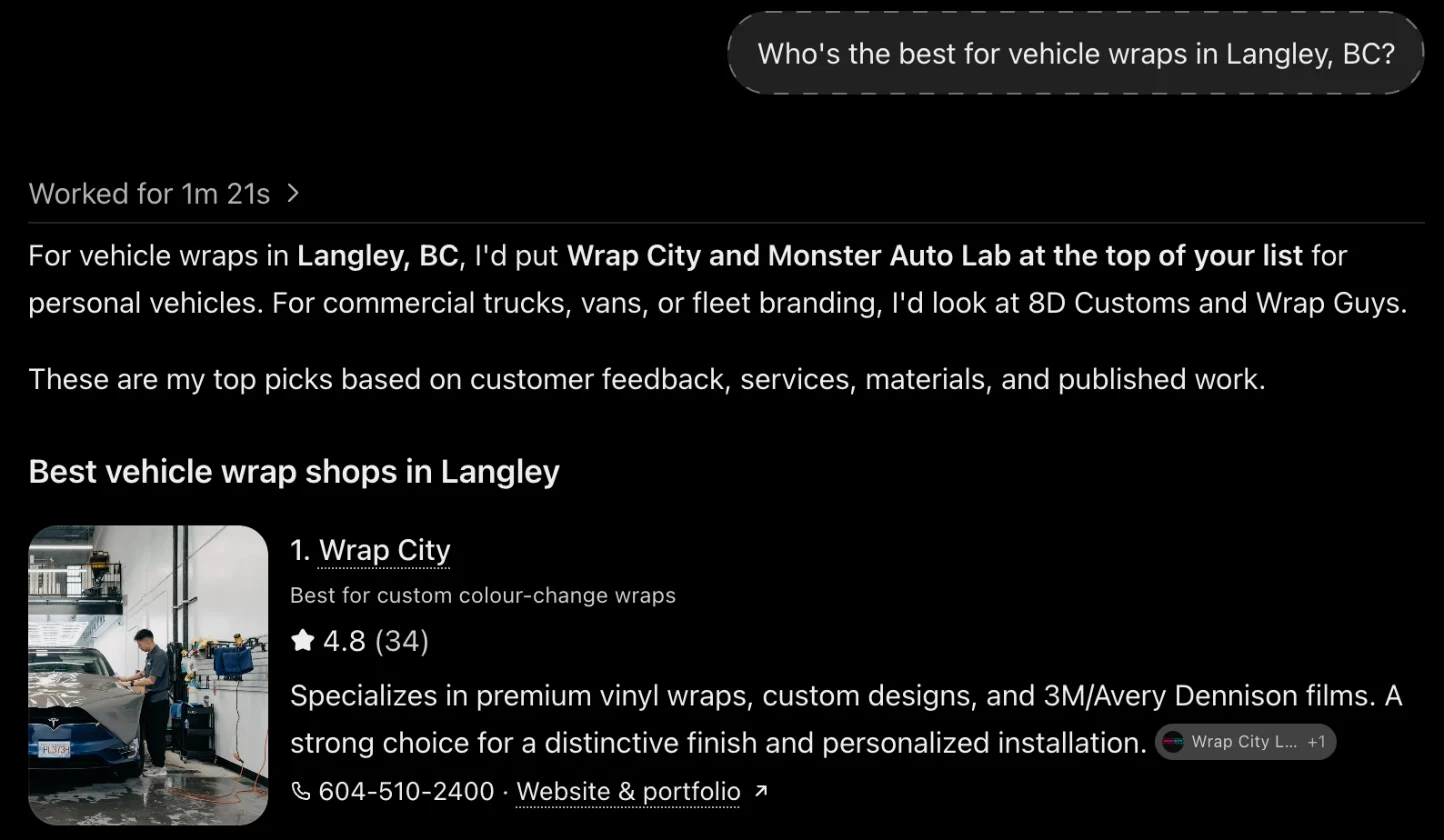 Who's the best for vehicle wraps in Langley, BC?
Worked for 1m 21s >
For vehicle wraps in Langley, BC, I'd put Wrap City and Monster Auto Lab at the top of your list for
personal vehicles. For commercial trucks, vans, or fleet branding, I'd look at 8D Customs and Wrap Guys.
These are my top picks based on customer feedback, services, materials, and published work.
Best vehicle wrap shops in Langley
1. Wrap City
Best for custom colour-change wraps
★ 4.8 (34)
Specializes in premium vinyl wraps, custom designs, and 3M/Avery Dennison films. A
strong choice for a distinctive finish and personalized installation. Wrap City L... +1
604-510-2400 · Website & portfolio ↗